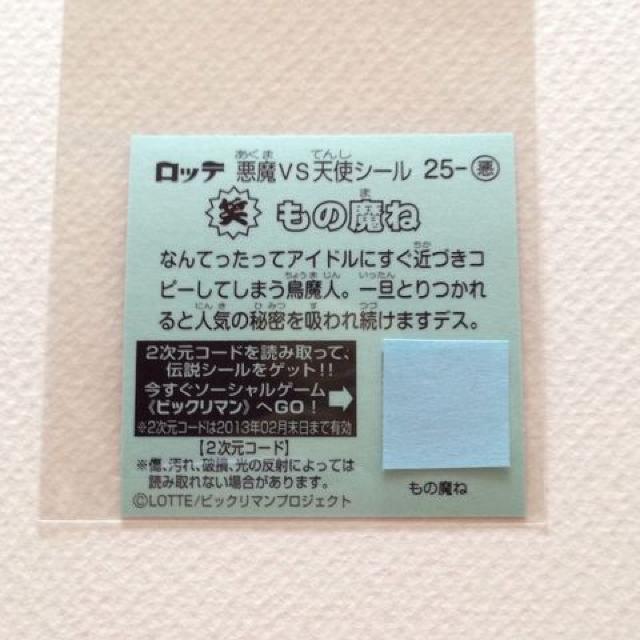 ロッテ 悪魔VS天使シール 25-悪
笑 もの魔ね
なんてったってアイドルにすぐ近づきコ
ピーしてしまう鳥魔人。一旦とりつかれ
ると人気の秘密を吸われ続けますデス。
2次元コードを読み取って、
伝説シールをゲット!!
今すぐソーシャルゲーム
《ビックリマン》へGO!
※2次元コードは2013年02月末日まで有効
【2次元コード】
※傷、汚れ、破損、光の反射によっては
読み取れない場合があります。
©LOTTE/ビックリマンプロジェクト
もの魔ね